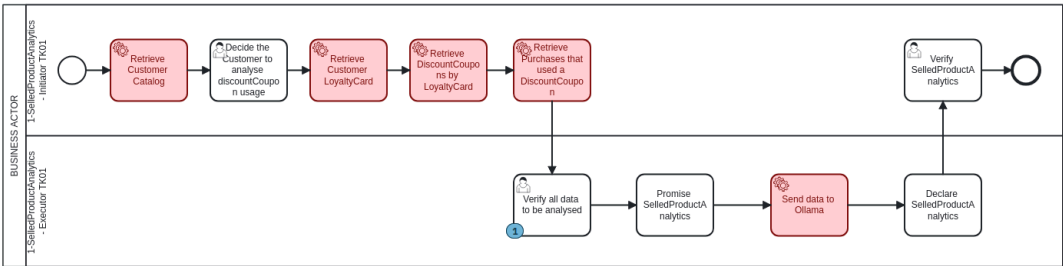 BUSINESS ACTOR
1-SelledProductAnalytics
- Initiator TK01
Retrieve
Customer
Catalog
Decide the
Customer to
analyse
discountCoupo
n usage
Retrieve
Customer
LoyaltyCard
Retrieve
DiscountCoupo
ns by
LoyaltyCard
Retrieve
Purchases that
used a
DiscountCoupo
n
Verify
SelledProductA
nalytics
1-SelledProductAnalytics
- Executor TK01
Verify all data
to be analysed
1
Promise
SelledProductA
nalytics
Send data to
Ollama
Declare
SelledProductA
nalytics